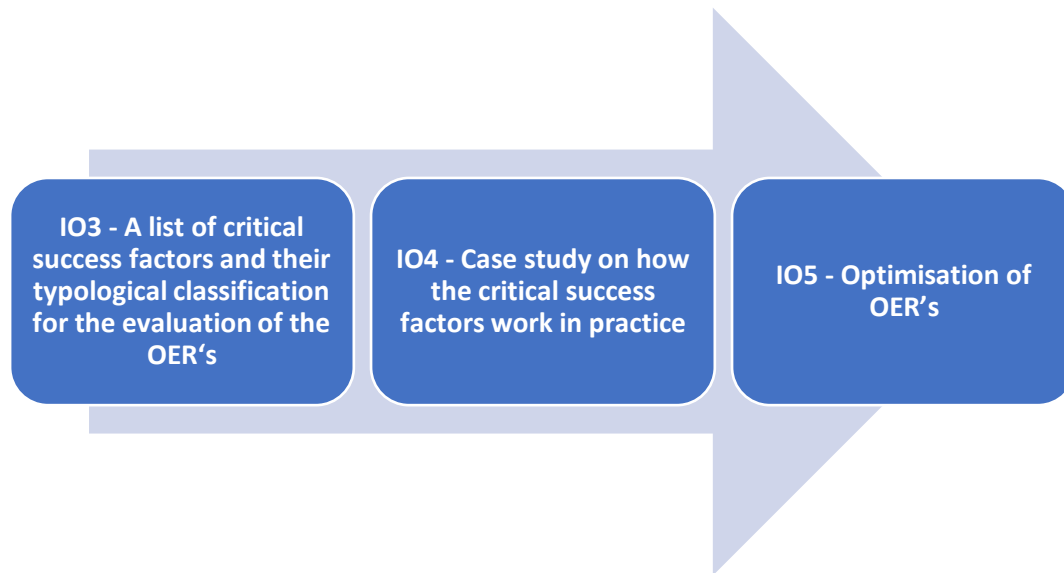 IO3 - A list of critical
success factors and their
typological classification
for the evaluation of the
OER‘s
IO4 - Case study on how
the critical success
factors work in practice
IO5 - Optimisation of
OER’s